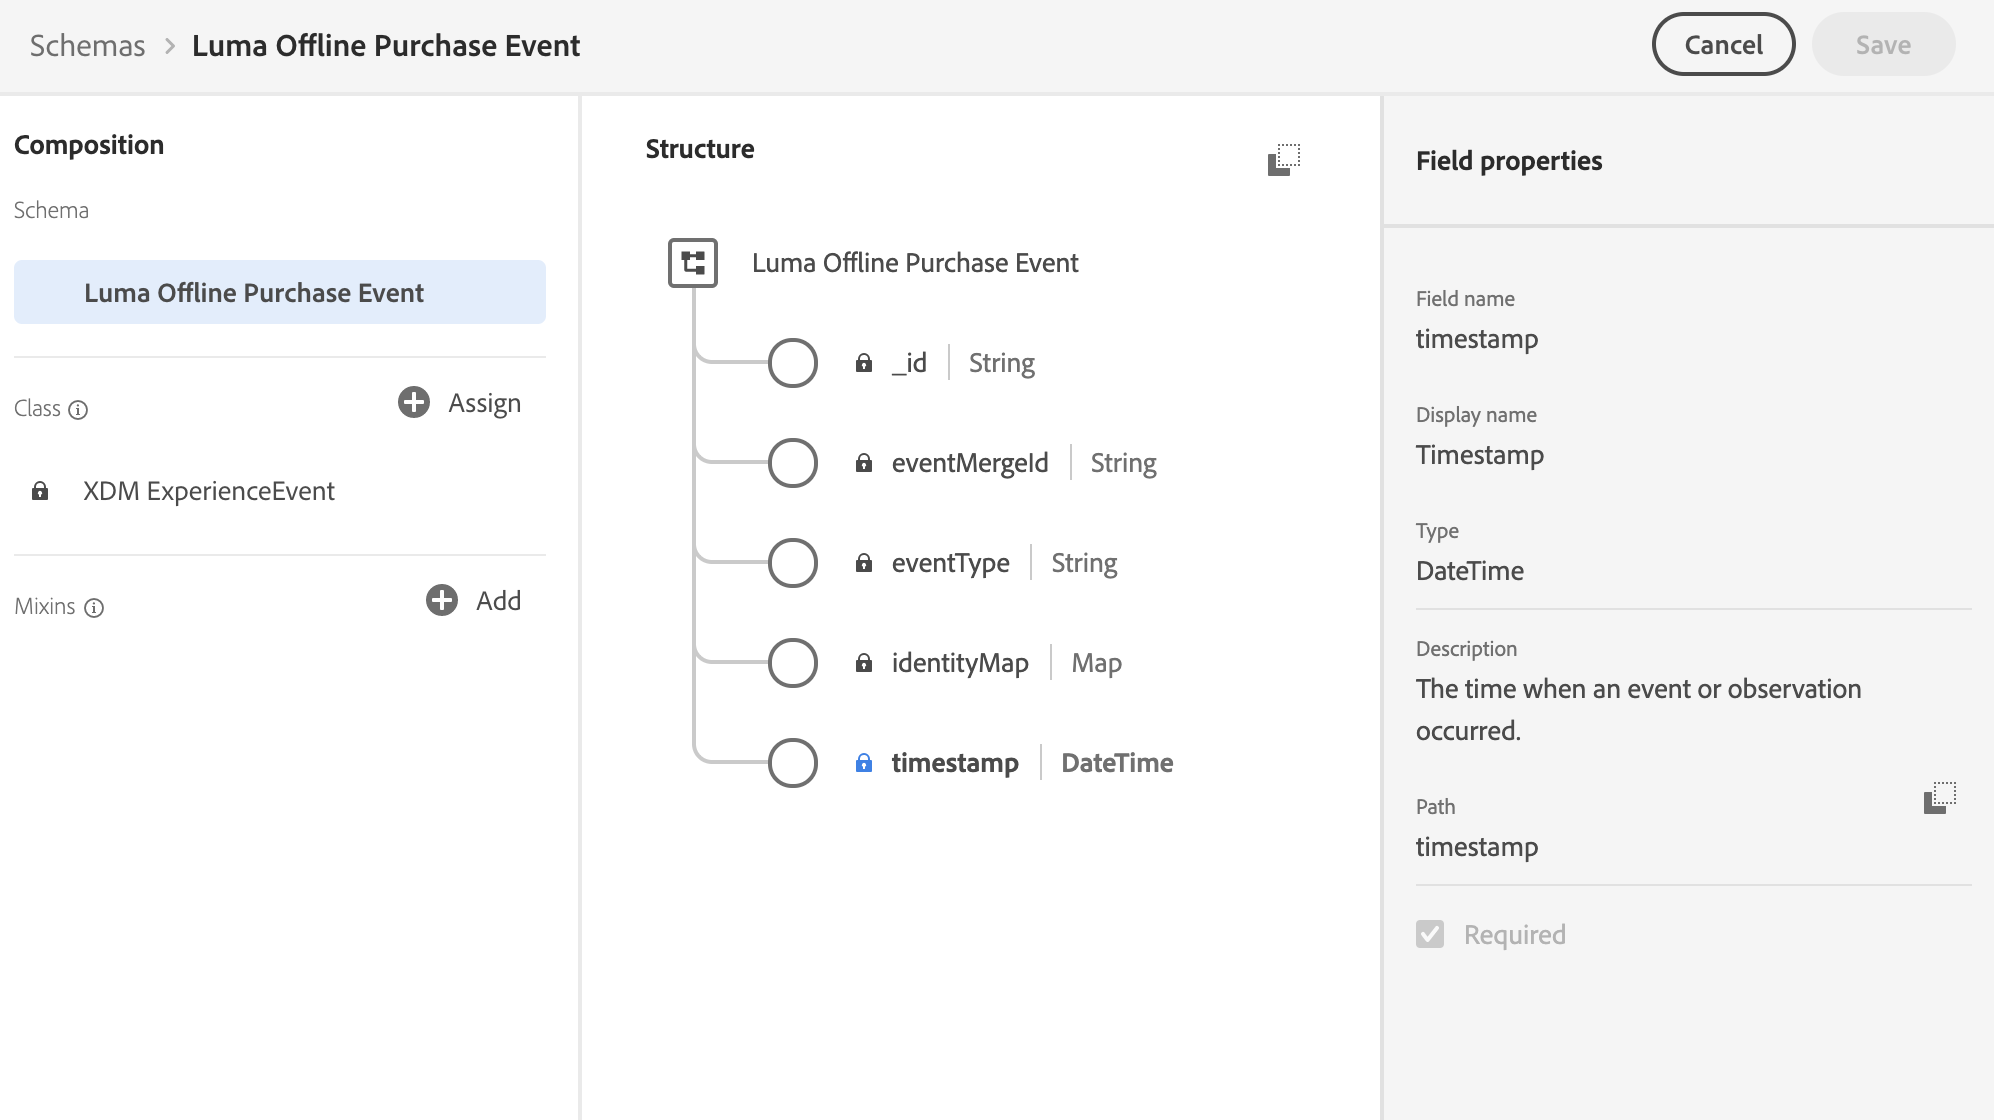 Schemas > Luma Offline Purchase Event
Cancel
Save
Composition
Schema
Luma Offline Purchase Event
Class
Assign
XDM ExperienceEvent
Mixins
Add
Structure
Luma Offline Purchase Event
_id | String
eventMergeId | String
eventType | String
identityMap | Map
timestamp | DateTime
Field properties
Field name
timestamp
Display name
Timestamp
Type
DateTime
Description
The time when an event or observation
occurred.
Path
timestamp
Required